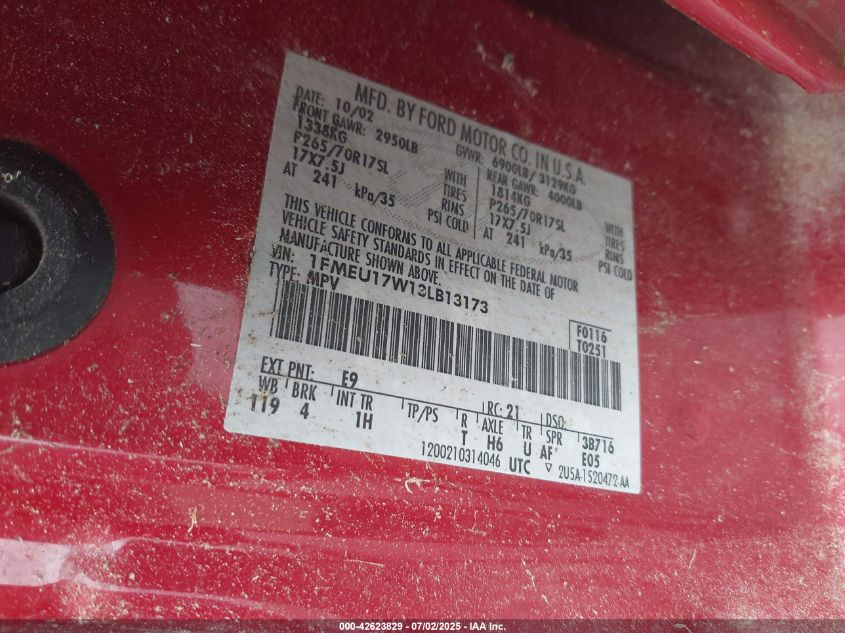 MFD. BY FORD MOTOR CO. IN U.S.A.
DATE: 10/02 GVWR: 6900LB / 3129KG
FRONT GAWR: 2950LB REAR GAWR: 4000LB
1338KG WITH 1814KG WITH
P265/70R17SL TIRES P265/70R17SL TIRES
17X7.5J RIMS 17X7.5J RIMS
AT 241 kPa/35 PSI COLD AT 241 kPa/35 PSI COLD
THIS VEHICLE CONFORMS TO ALL APPLICABLE FEDERAL MOTOR
VEHICLE SAFETY STANDARDS IN EFFECT ON THE DATE OF
MANUFACTURE SHOWN ABOVE.
VIN: 1FMEU17W13LB13173
TYPE: MPV
F0116
T0251
EXT PNT: E9 RC: 21 DSO:
WB BRK INT TR TP/PS R AXLE TR SPR 3B716
119 4 1H T H6 U AF E05
1200210314046 UTC ▽ 2USA-1520472-AA
000-42623829 - 07/02/2025 - IAA Inc.